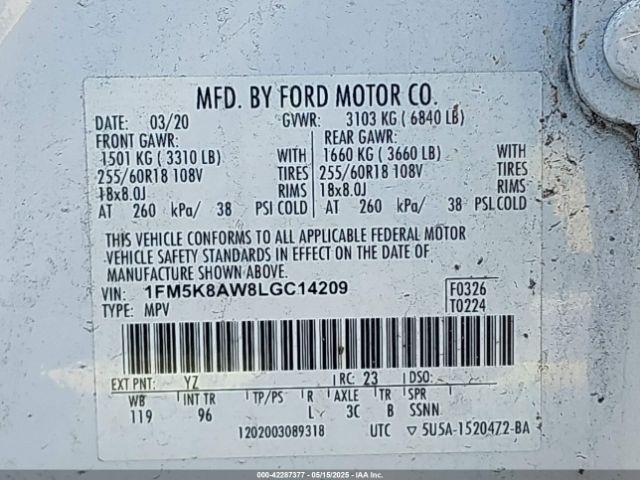 MFD. BY FORD MOTOR CO.
DATE: 03/20 GVWR: 3103 KG ( 6840 LB)
FRONT GAWR: REAR GAWR:
1501 KG ( 3310 LB) WITH 1660 KG ( 3660 LB) WITH
255/60R18 108V TIRES 255/60R18 108V TIRES
18x8.0J RIMS 18x8.0J RIMS
AT 260 kPa/ 38 PSI COLD AT 260 kPa/ 38 PSI COLD
THIS VEHICLE CONFORMS TO ALL APPLICABLE FEDERAL MOTOR
VEHICLE SAFETY STANDARDS IN EFFECT ON THE DATE OF
MANUFACTURE SHOWN ABOVE.
VIN: 1FM5K8AW8LGC14209 F0326
TYPE: MPV T0224
EXT PNT: YZ RC: 23 DSO:
WB INT TR TP/PS R AXLE TR SPR
119 96 L 3C B SSNN
1202003089318 UTC ▽ 5U5A-1520472-BA
000-42287377 - 05/15/2025 - IAAI.COM